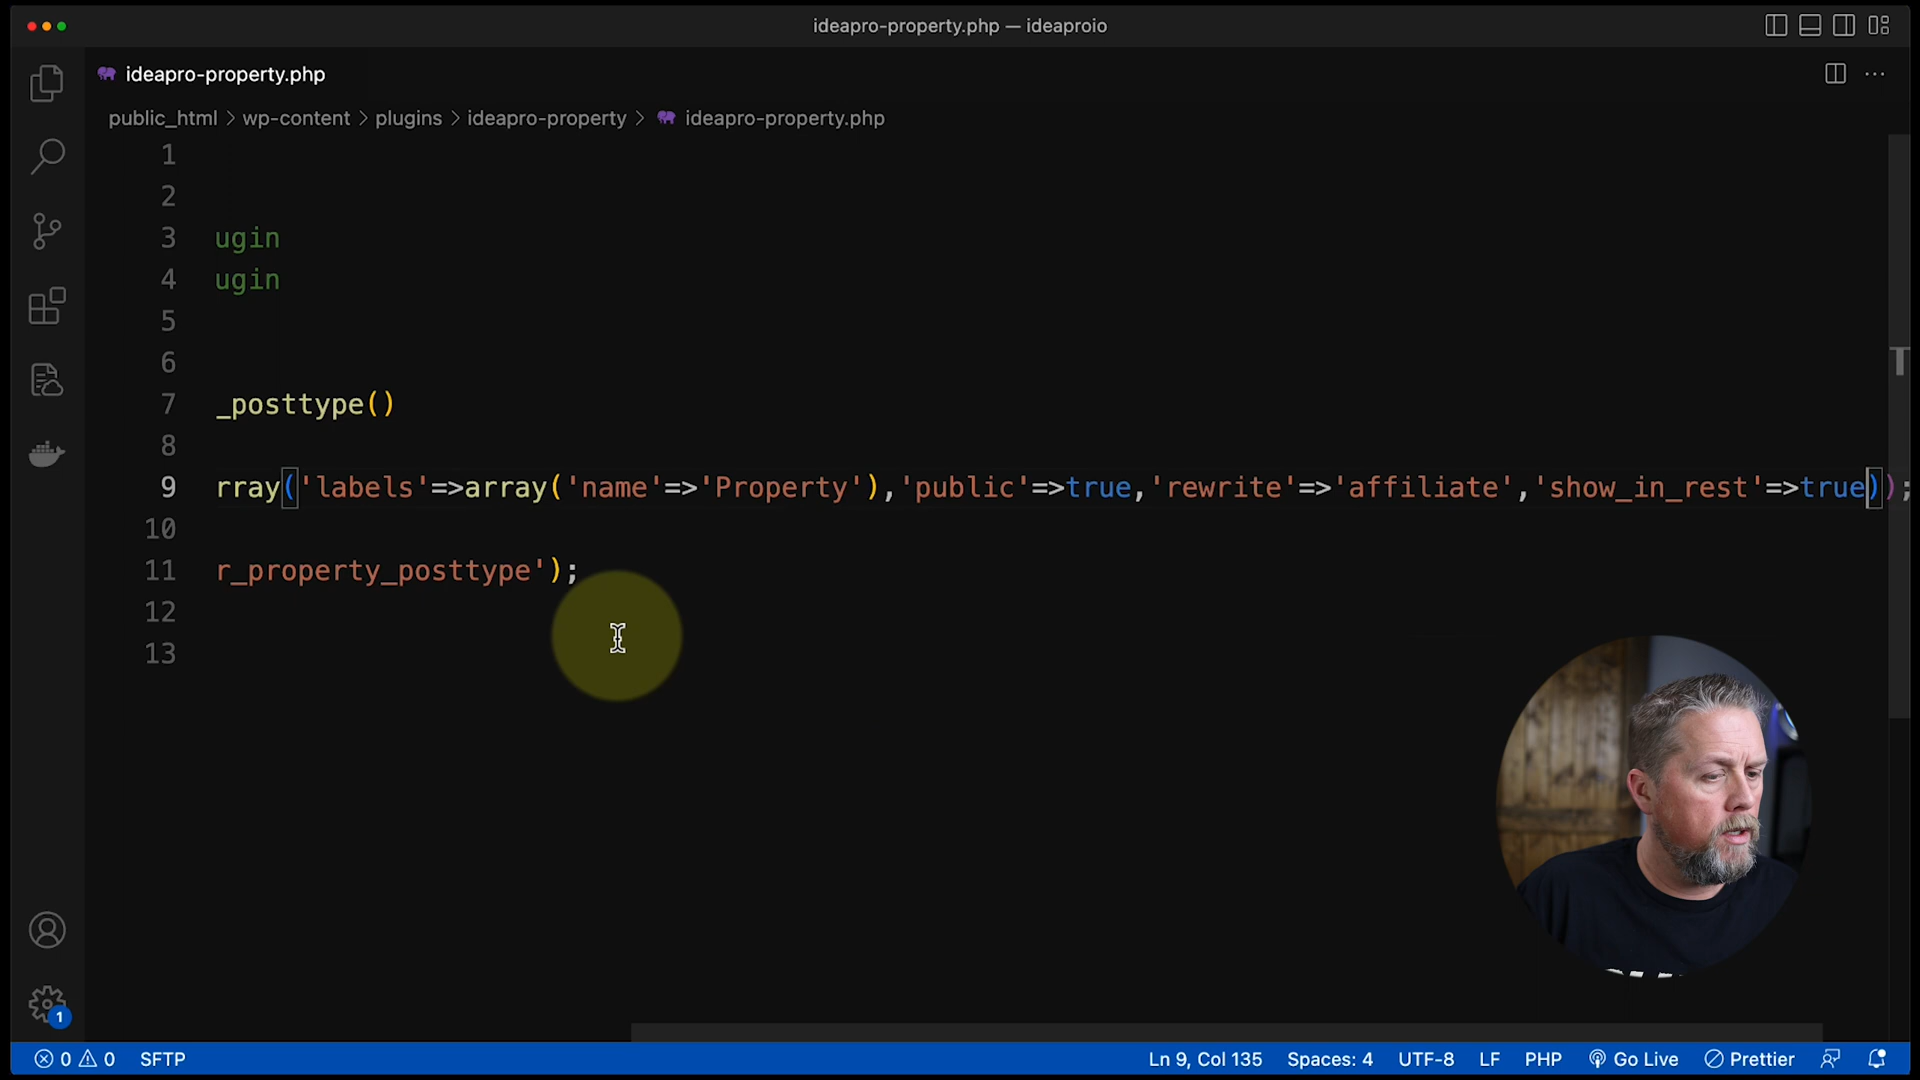 ideapro-property.php — ideaproio
ideapro-property.php
public_html > wp-content > plugins > ideapro-property > ideapro-property.php
1
2
3 ugin
4 ugin
5
6
7 _posttype()
8
9 rray('labels'=>array('name'=>'Property'),'public'=>true,'rewrite'=>'affiliate','show_in_rest'=>true));
10
11 r_property_posttype');
12
13
1
0 0 SFTP Ln 9, Col 135 Spaces: 4 UTF-8 LF PHP Go Live Prettier